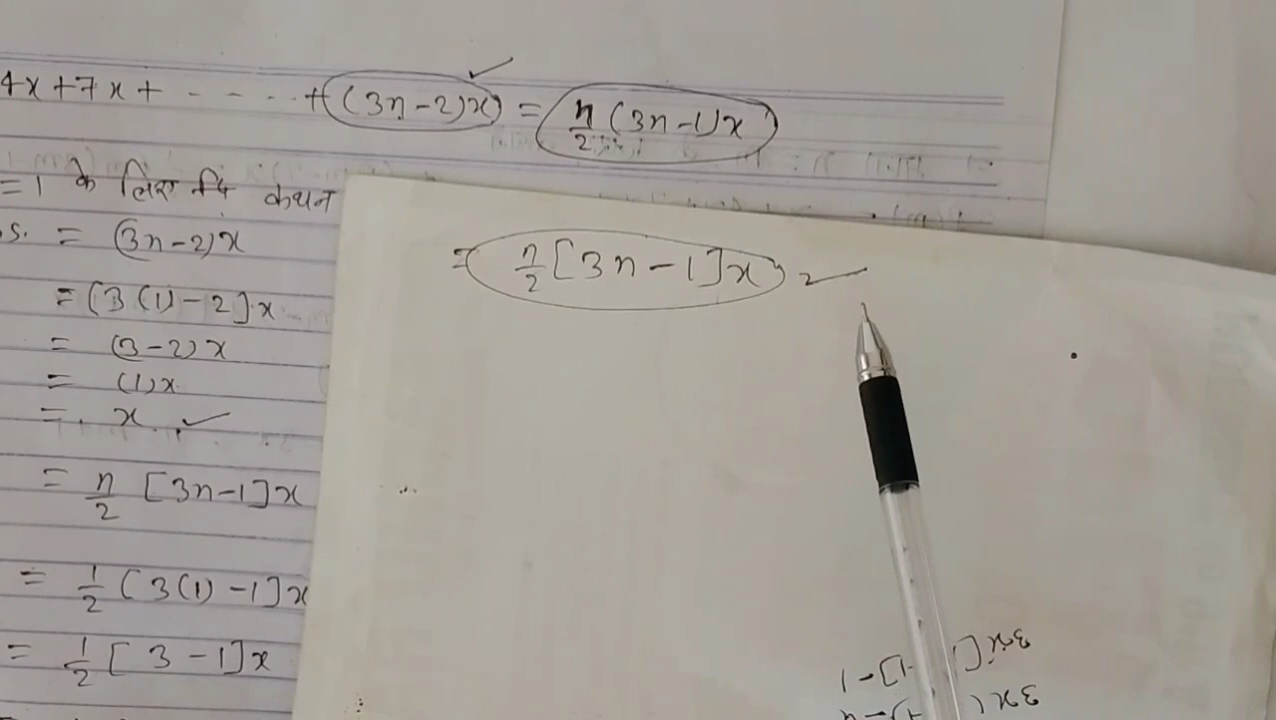 4x + 7x + - - - .. + (3n-2)x) = n/2 (3n-1)x
= 1 के लिए दि कथन
.S. = (3n-2)x
= (3(1)-2].x
= (3-2)x
= (1)x
= x ✓
= n/2 [3n-1]x
= 1/2 [3(1)-1]x
= 1/2 [3-1]x
= n/2 [3n-1]x ✓